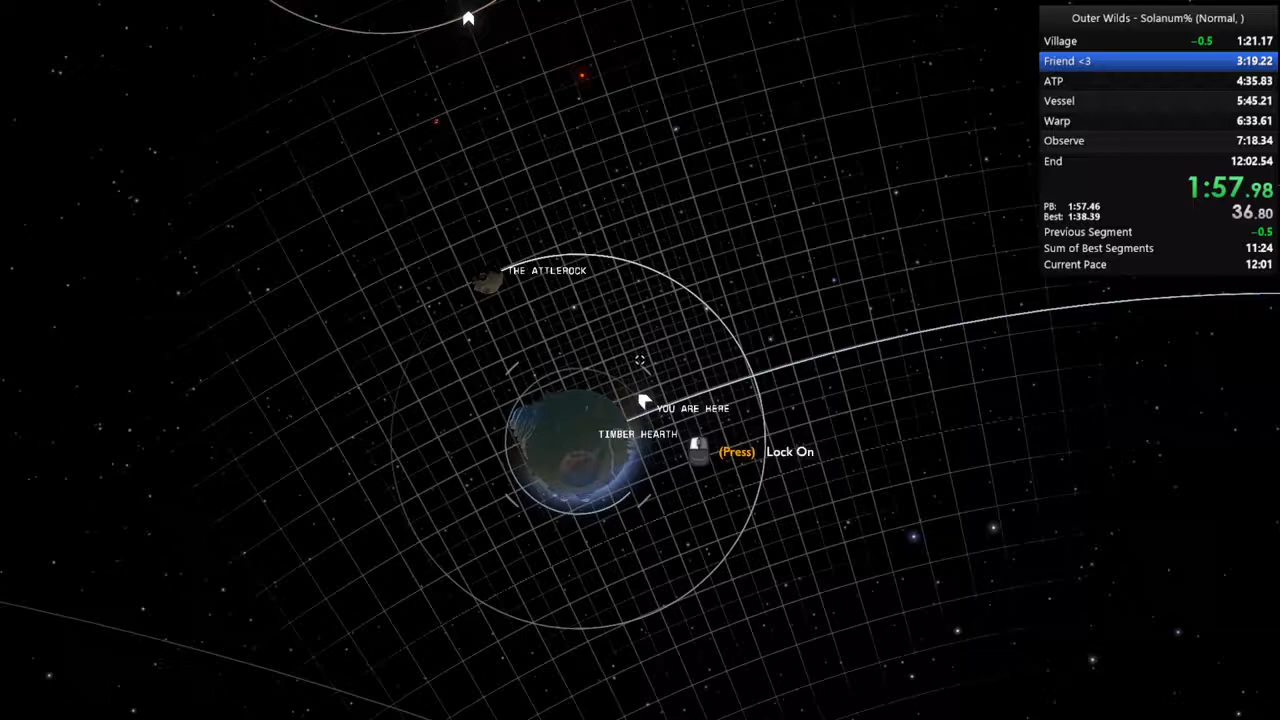 Outer Wilds - Solanum% (Normal, )
Village −0.5 1:21.17
Friend <3 3:19.22
ATP 4:35.83
Vessel 5:45.21
Warp 6:33.61
Observe 7:18.34
End 12:02.54
1:57.98
PB: 1:57.46
Best: 1:38.39
36.80
Previous Segment −0.5
Sum of Best Segments 11:24
Current Pace 12:01
THE ATTLEROCK
YOU ARE HERE
TIMBER HEARTH
(Press) Lock On